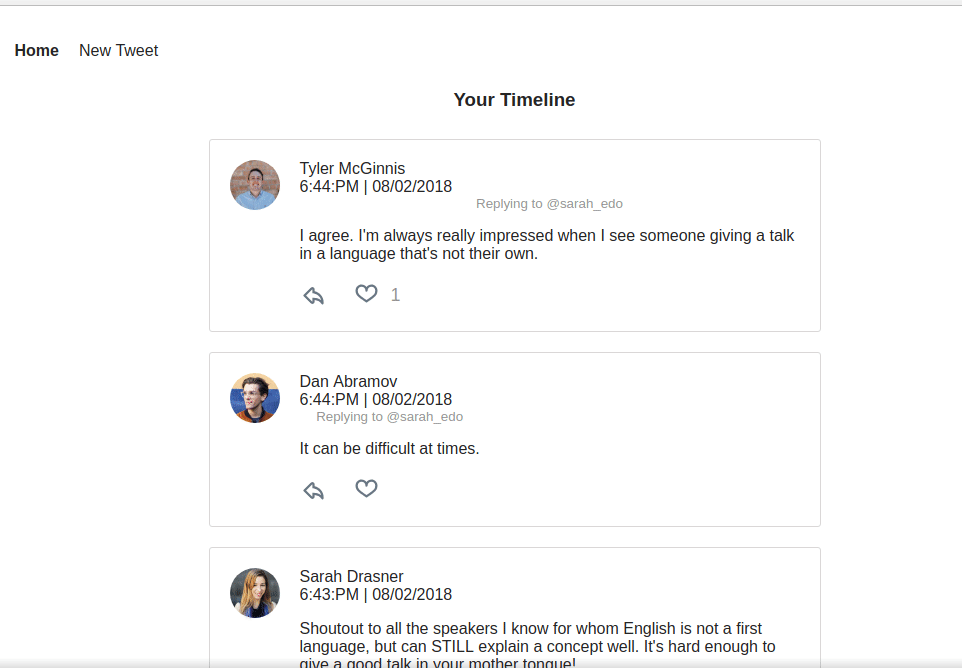 Home New Tweet
Your Timeline
Tyler McGinnis
6:44:PM | 08/02/2018
Replying to @sarah_edo
I agree. I'm always really impressed when I see someone giving a talk
in a language that's not their own.
1
Dan Abramov
6:44:PM | 08/02/2018
Replying to @sarah_edo
It can be difficult at times.
Sarah Drasner
6:43:PM | 08/02/2018
Shoutout to all the speakers I know for whom English is not a first
language, but can STILL explain a concept well. It's hard enough to
give a good talk in your mother tongue!